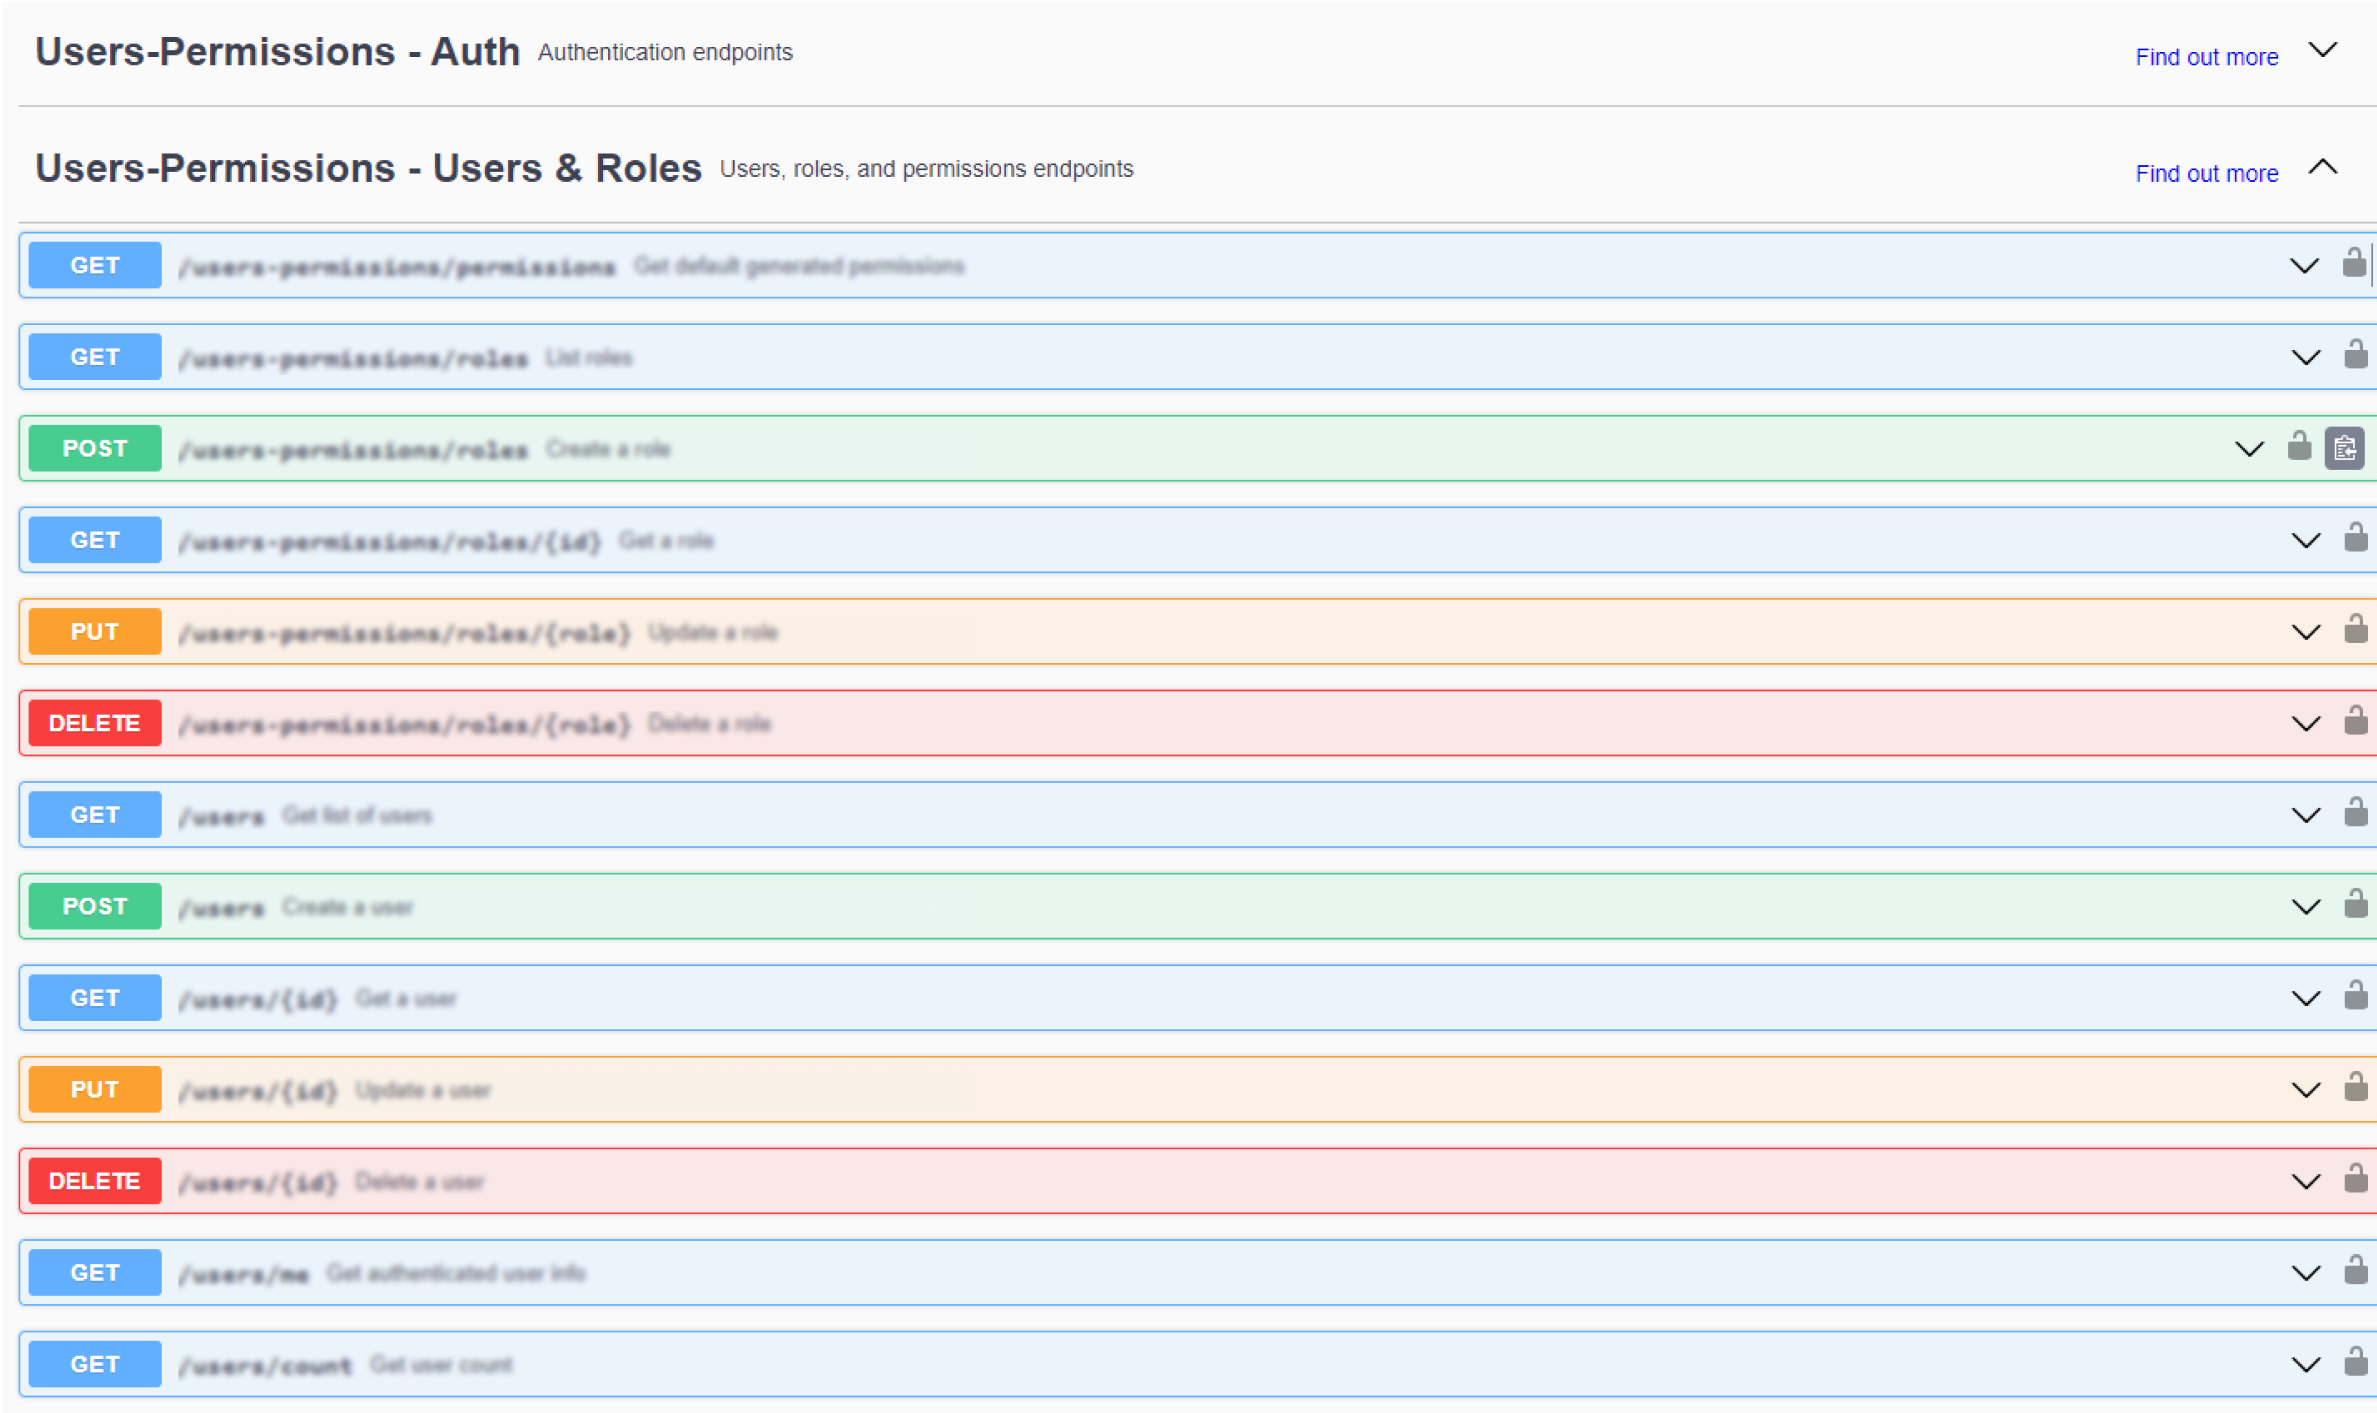 Users-Permissions - Auth Authentication endpoints Find out more
Users-Permissions - Users & Roles Users, roles, and permissions endpoints Find out more
GET /users-permissions/permissions Get default generated permissions
GET /users-permissions/roles List roles
POST /users-permissions/roles Create a role
GET /users-permissions/roles/{id} Get a role
PUT /users-permissions/roles/{role} Update a role
DELETE /users-permissions/roles/{role} Delete a role
GET /users Get list of users
POST /users Create a user
GET /users/{id} Get a user
PUT /users/{id} Update a user
DELETE /users/{id} Delete a user
GET /users/me Get authenticated user info
GET /users/count Get user count